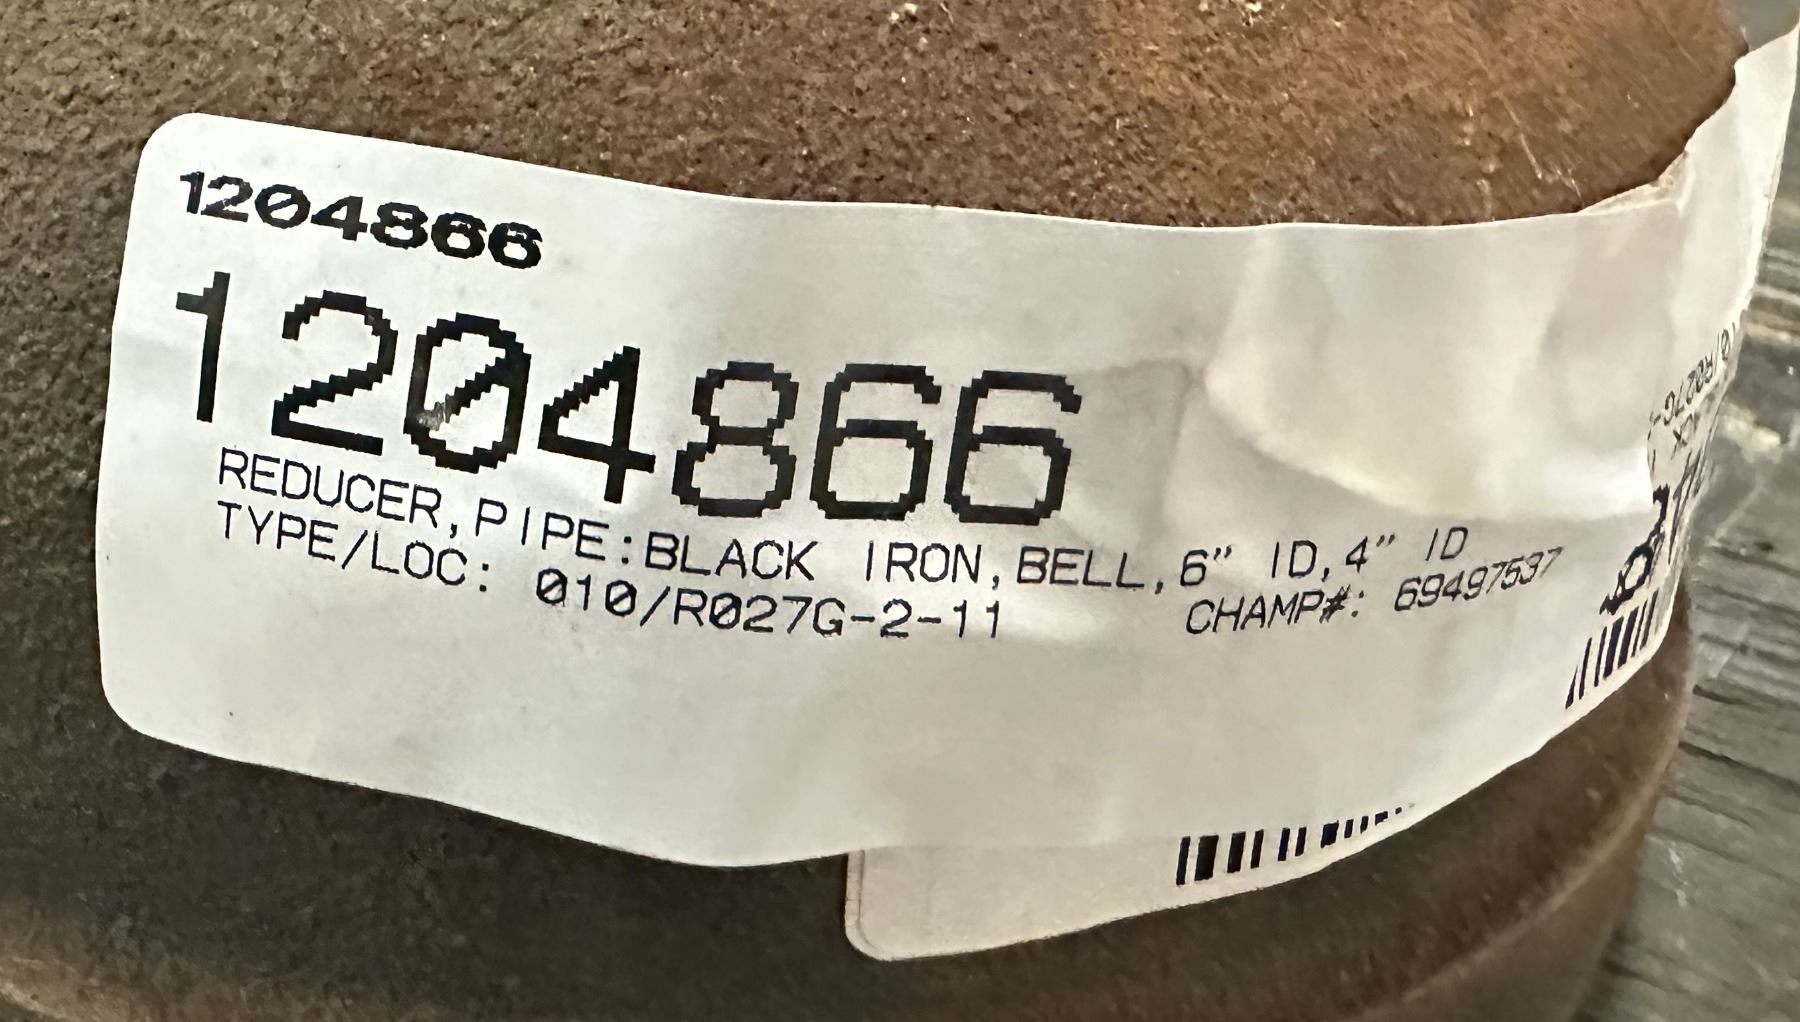 1204866
1204866
REDUCER,PIPE:BLACK IRON,BELL,6" ID,4" ID
TYPE/LOC: 010/R027G-2-11 CHAMP#: 69497537